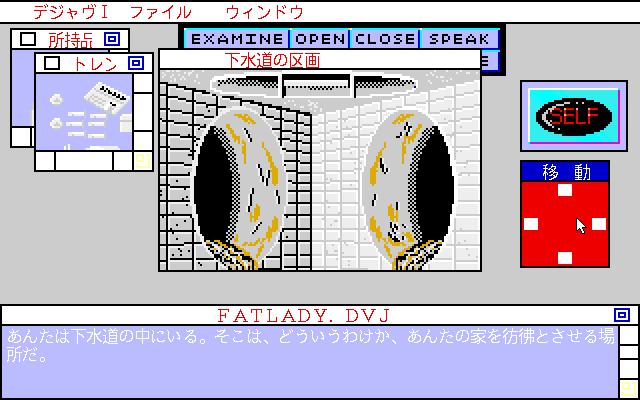 デジャヴI ファイル ウィンドウ
所持品
EXAMINE OPEN CLOSE SPEAK
トレン
下水道の区画
E
SELF
移 動
FATLADY. DVJ
あんたは下水道の中にいる。そこは、どういうわけか、あんたの家を彷彿とさせる場
所だ。